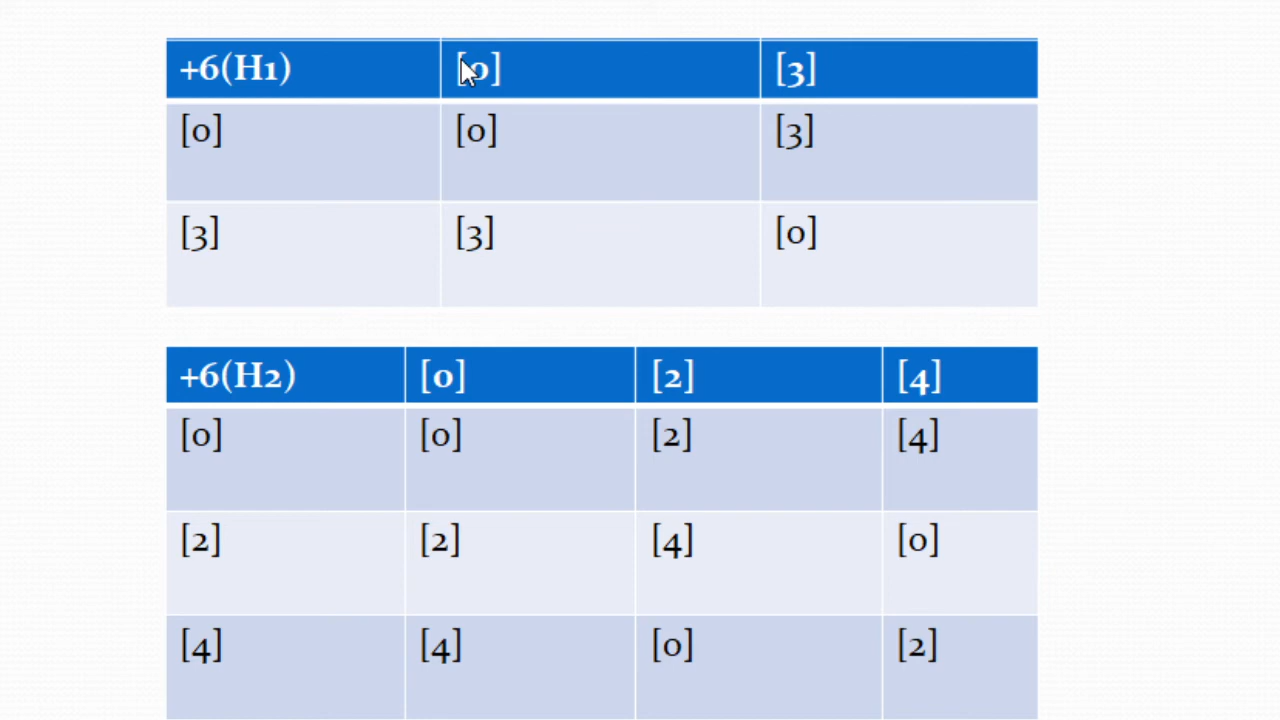 +6(H1) [0] [3]
[0] [0] [3]
[3] [3] [0]
+6(H2) [0] [2] [4]
[0] [0] [2] [4]
[2] [2] [4] [0]
[4] [4] [0] [2]